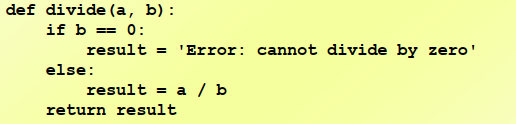 def divide(a, b):
    if b == 0:
        result = 'Error: cannot divide by zero'
    else:
        result = a / b
    return result